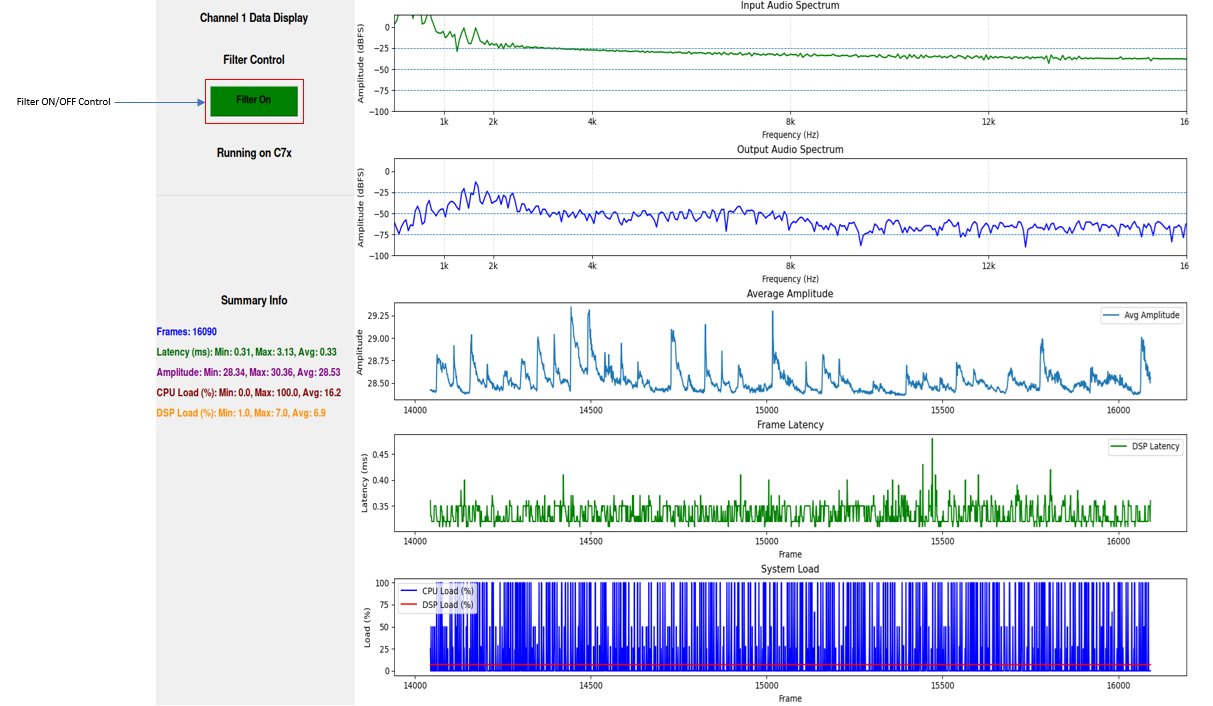 Channel 1 Data Display
Filter Control
Filter ON/OFF Control
Filter On
Running on C7x
Summary Info
Frames: 16090
Latency (ms): Min: 0.31, Max: 3.13, Avg: 0.33
Amplitude: Min: 28.34, Max: 30.36, Avg: 28.53
CPU Load (%): Min: 0.0, Max: 100.0, Avg: 16.2
DSP Load (%): Min: 1.0, Max: 7.0, Avg: 6.9
Input Audio Spectrum
Amplitude (dBFS)
0
−25
−50
−75
−100
1k 2k 4k 8k 12k 16
Frequency (Hz)
Output Audio Spectrum
Amplitude (dBFS)
0
−25
−50
−75
−100
1k 2k 4k 8k 12k 16
Frequency (Hz)
Average Amplitude
Amplitude
29.25
29.00
28.75
28.50
Avg Amplitude
14000 14500 15000 15500 16000
Frame Latency
Latency (ms)
0.45
0.40
0.35
DSP Latency
14000 14500 15000 15500 16000
Frame
System Load
Load (%)
100
75
50
25
0
CPU Load (%)
DSP Load (%)
14000 14500 15000 15500 16000
Frame